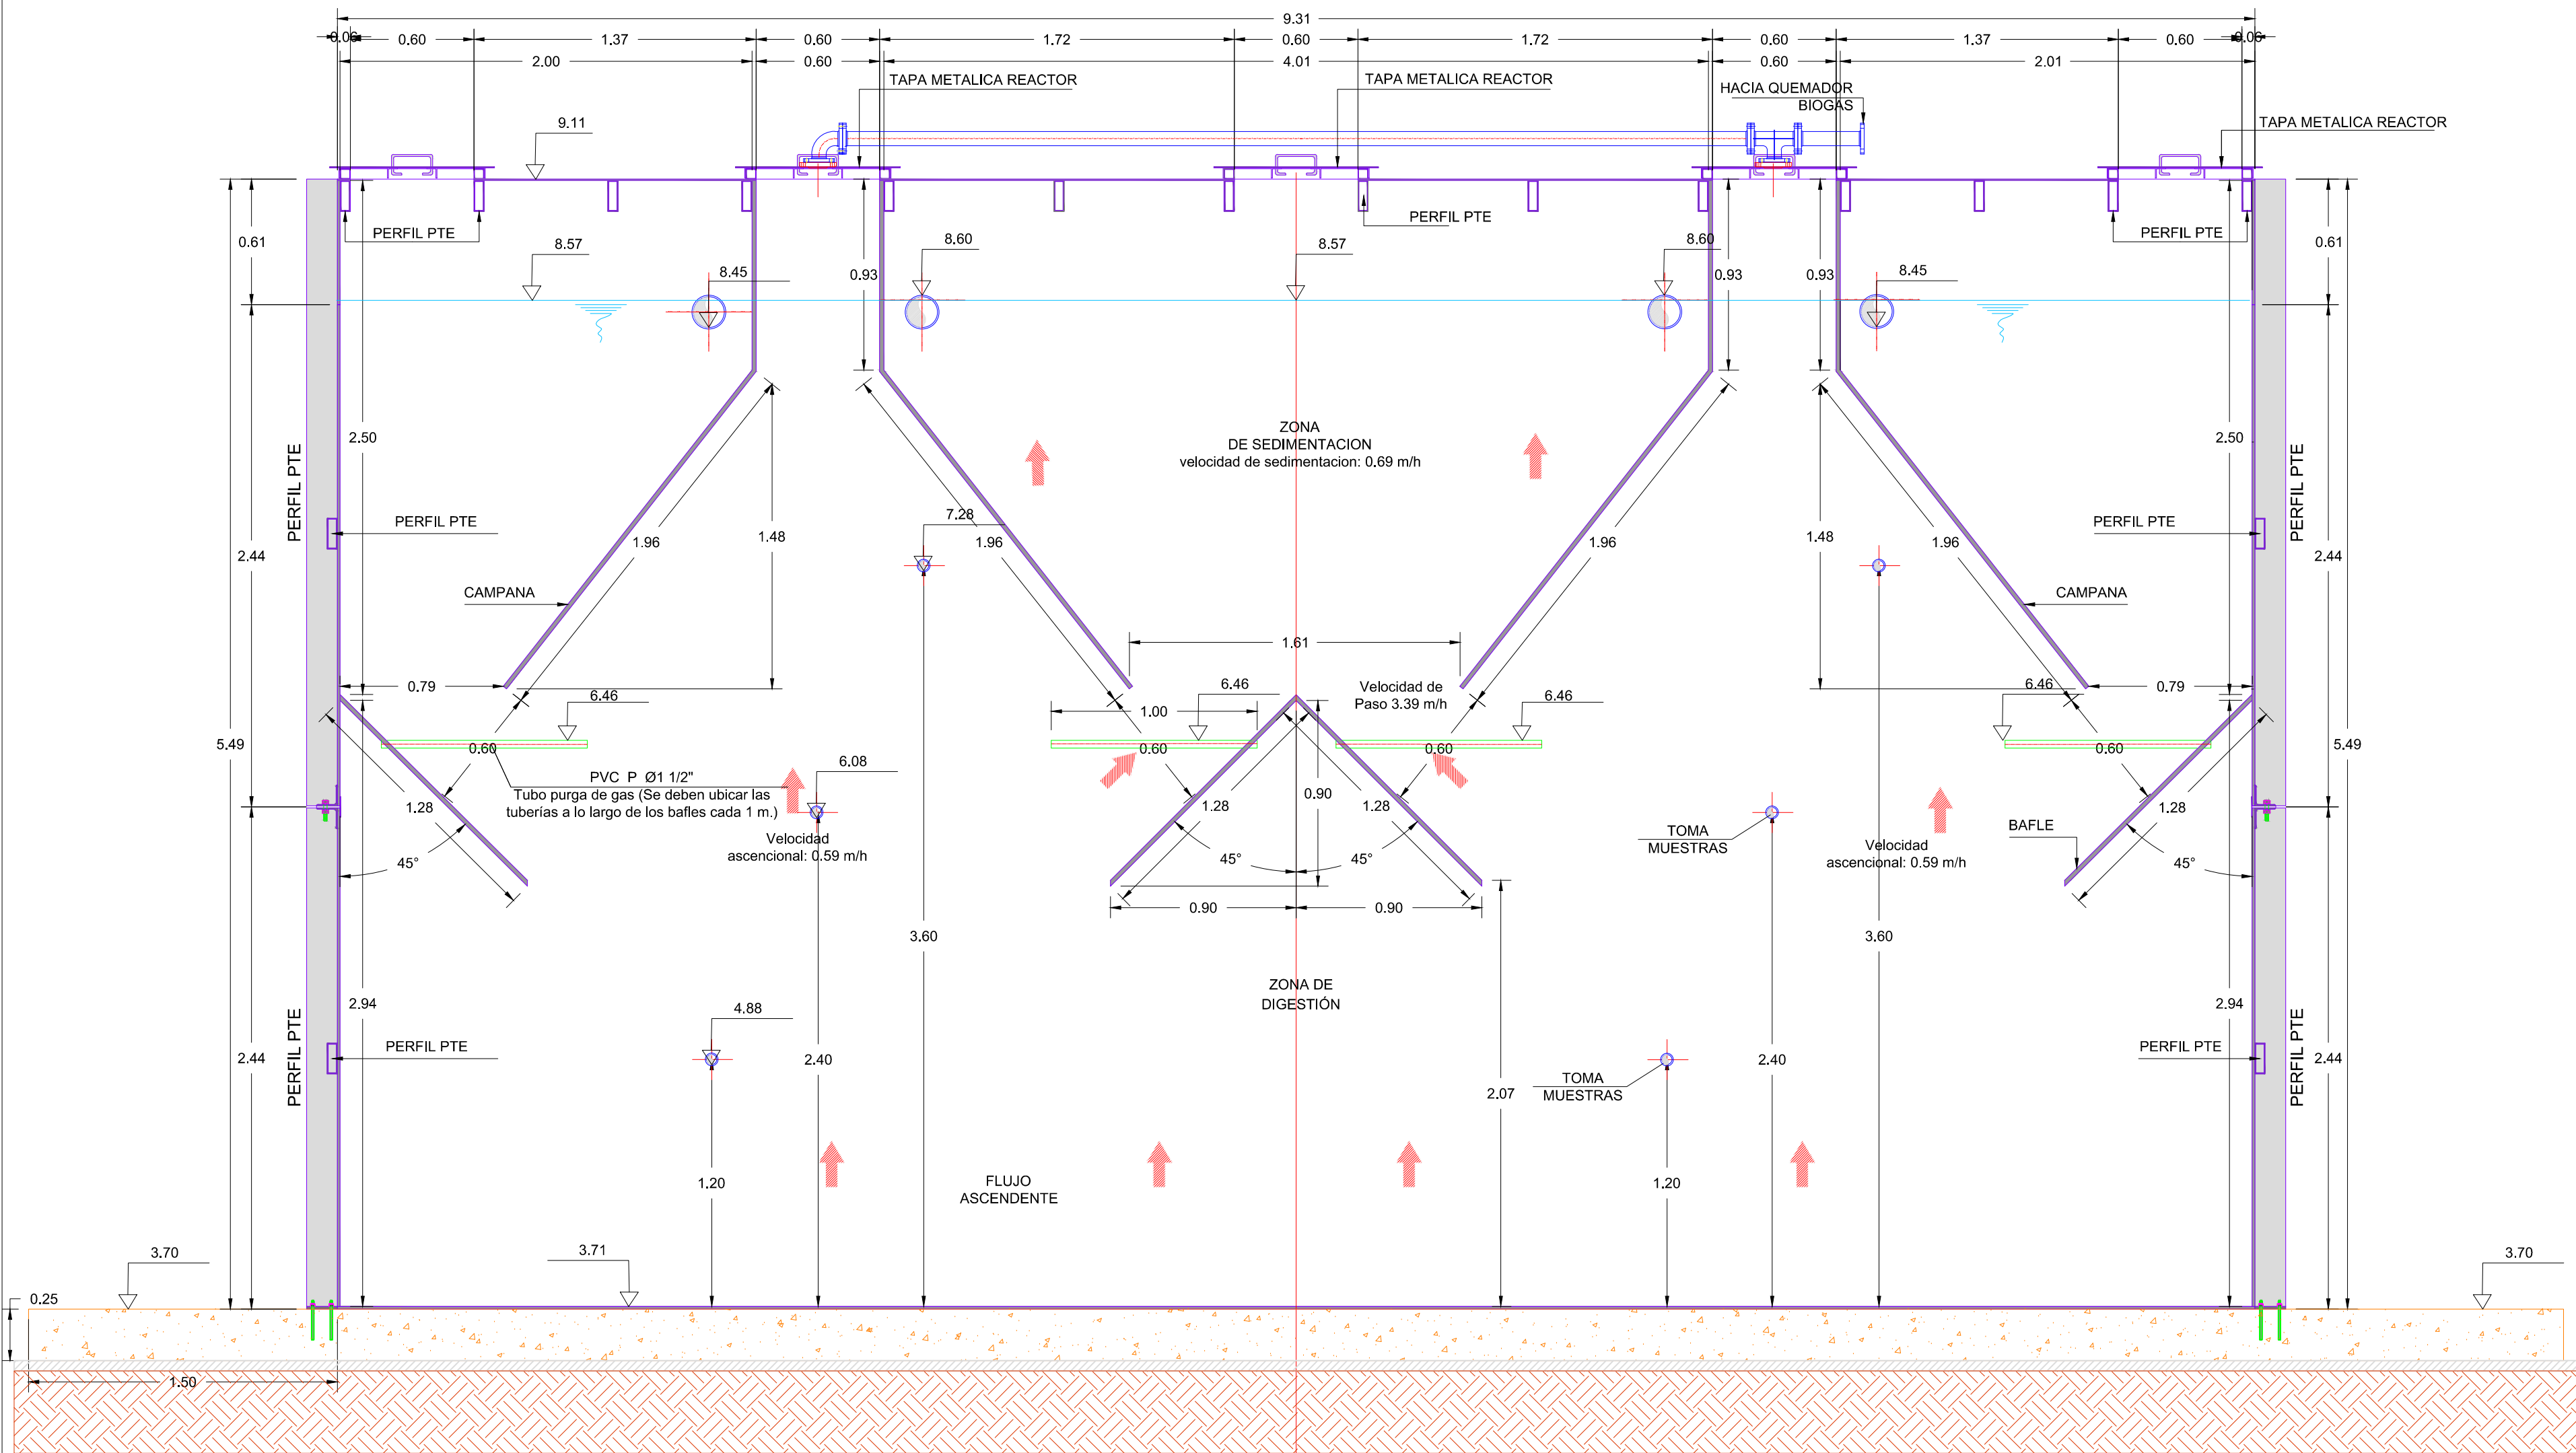 9.31
0.06
0.60
1.37
0.60
1.72
0.60
1.72
0.60
1.37
0.60
0.06
2.00
0.60
4.01
0.60
2.01
TAPA METALICA REACTOR
TAPA METALICA REACTOR
HACIA QUEMADOR
BIOGAS
TAPA METALICA REACTOR
9.11
PERFIL PTE
PERFIL PTE
PERFIL PTE
0.61
8.57
8.60
8.57
8.60
0.61
8.45
0.93
0.93
0.93
8.45
2.50
ZONA
DE SEDIMENTACION
velocidad de sedimentacion: 0.69 m/h
2.50
PERFIL PTE
PERFIL PTE
PERFIL PTE
7.28
PERFIL PTE
2.44
1.96
1.48
1.96
1.96
1.48
1.96
2.44
CAMPANA
CAMPANA
1.61
0.79
6.46
6.46
Velocidad de
Paso 3.39 m/h
6.46
6.46
0.79
1.00
5.49
0.60
0.60
0.60
0.60
5.49
PVC P Ø1 1/2"
Tubo purga de gas (Se deben ubicar las
tuberías a lo largo de los bafles cada 1 m.)
6.08
1.28
1.28
0.90
1.28
1.28
Velocidad
ascencional: 0.59 m/h
TOMA
MUESTRAS
Velocidad
ascencional: 0.59 m/h
BAFLE
45°
45°
45°
45°
0.90
0.90
3.60
3.60
ZONA DE
DIGESTIÓN
2.94
2.94
4.88
PERFIL PTE
PERFIL PTE
PERFIL PTE
PERFIL PTE
2.44
2.40
2.40
2.44
TOMA
MUESTRAS
2.07
1.20
FLUJO
ASCENDENTE
1.20
3.70
3.71
3.70
0.25
1.50